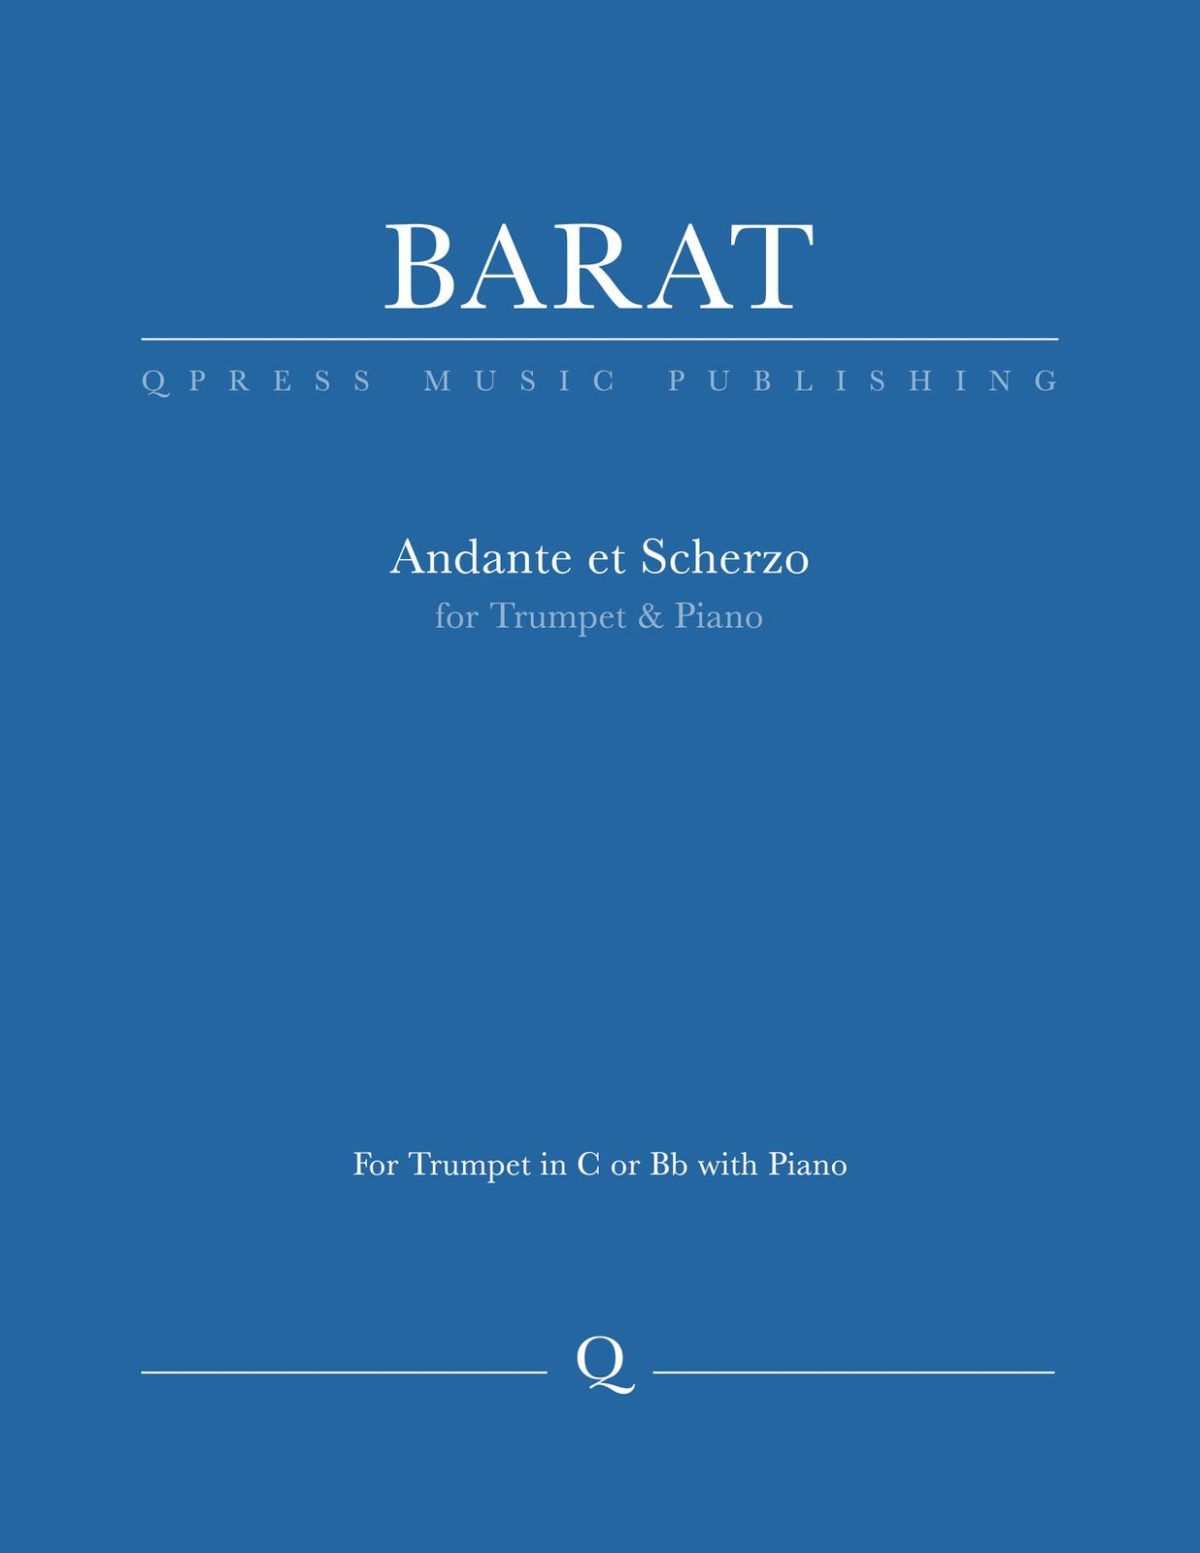 BARAT
QPRESS MUSIC PUBLISHING
Andante et Scherzo
for Trumpet & Piano
For Trumpet in C or Bb with Piano
Q